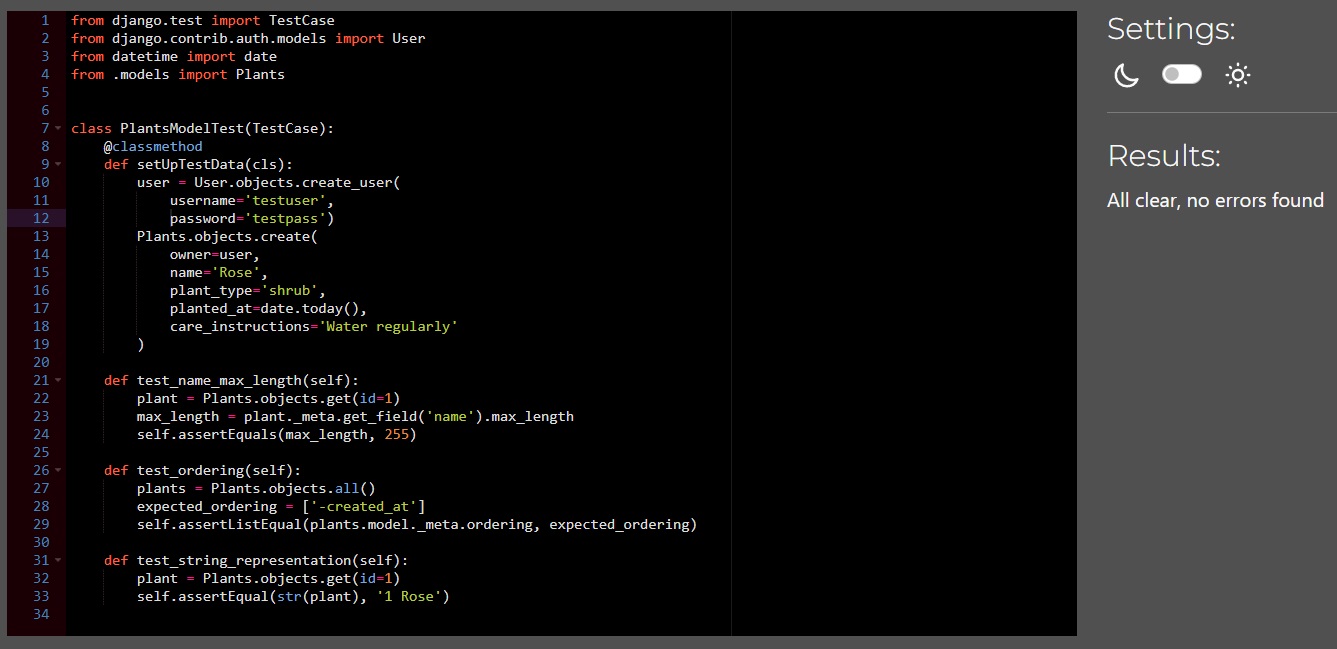 1 from django.test import TestCase
2 from django.contrib.auth.models import User
3 from datetime import date
4 from .models import Plants
5
6
7 class PlantsModelTest(TestCase):
8     @classmethod
9     def setUpTestData(cls):
10         user = User.objects.create_user(
11             username='testuser',
12             password='testpass')
13         Plants.objects.create(
14             owner=user,
15             name='Rose',
16             plant_type='shrub',
17             planted_at=date.today(),
18             care_instructions='Water regularly'
19         )
20
21     def test_name_max_length(self):
22         plant = Plants.objects.get(id=1)
23         max_length = plant._meta.get_field('name').max_length
24         self.assertEquals(max_length, 255)
25
26     def test_ordering(self):
27         plants = Plants.objects.all()
28         expected_ordering = ['-created_at']
29         self.assertListEqual(plants.model._meta.ordering, expected_ordering)
30
31     def test_string_representation(self):
32         plant = Plants.objects.get(id=1)
33         self.assertEqual(str(plant), '1 Rose')
34
Settings:
Results:
All clear, no errors found